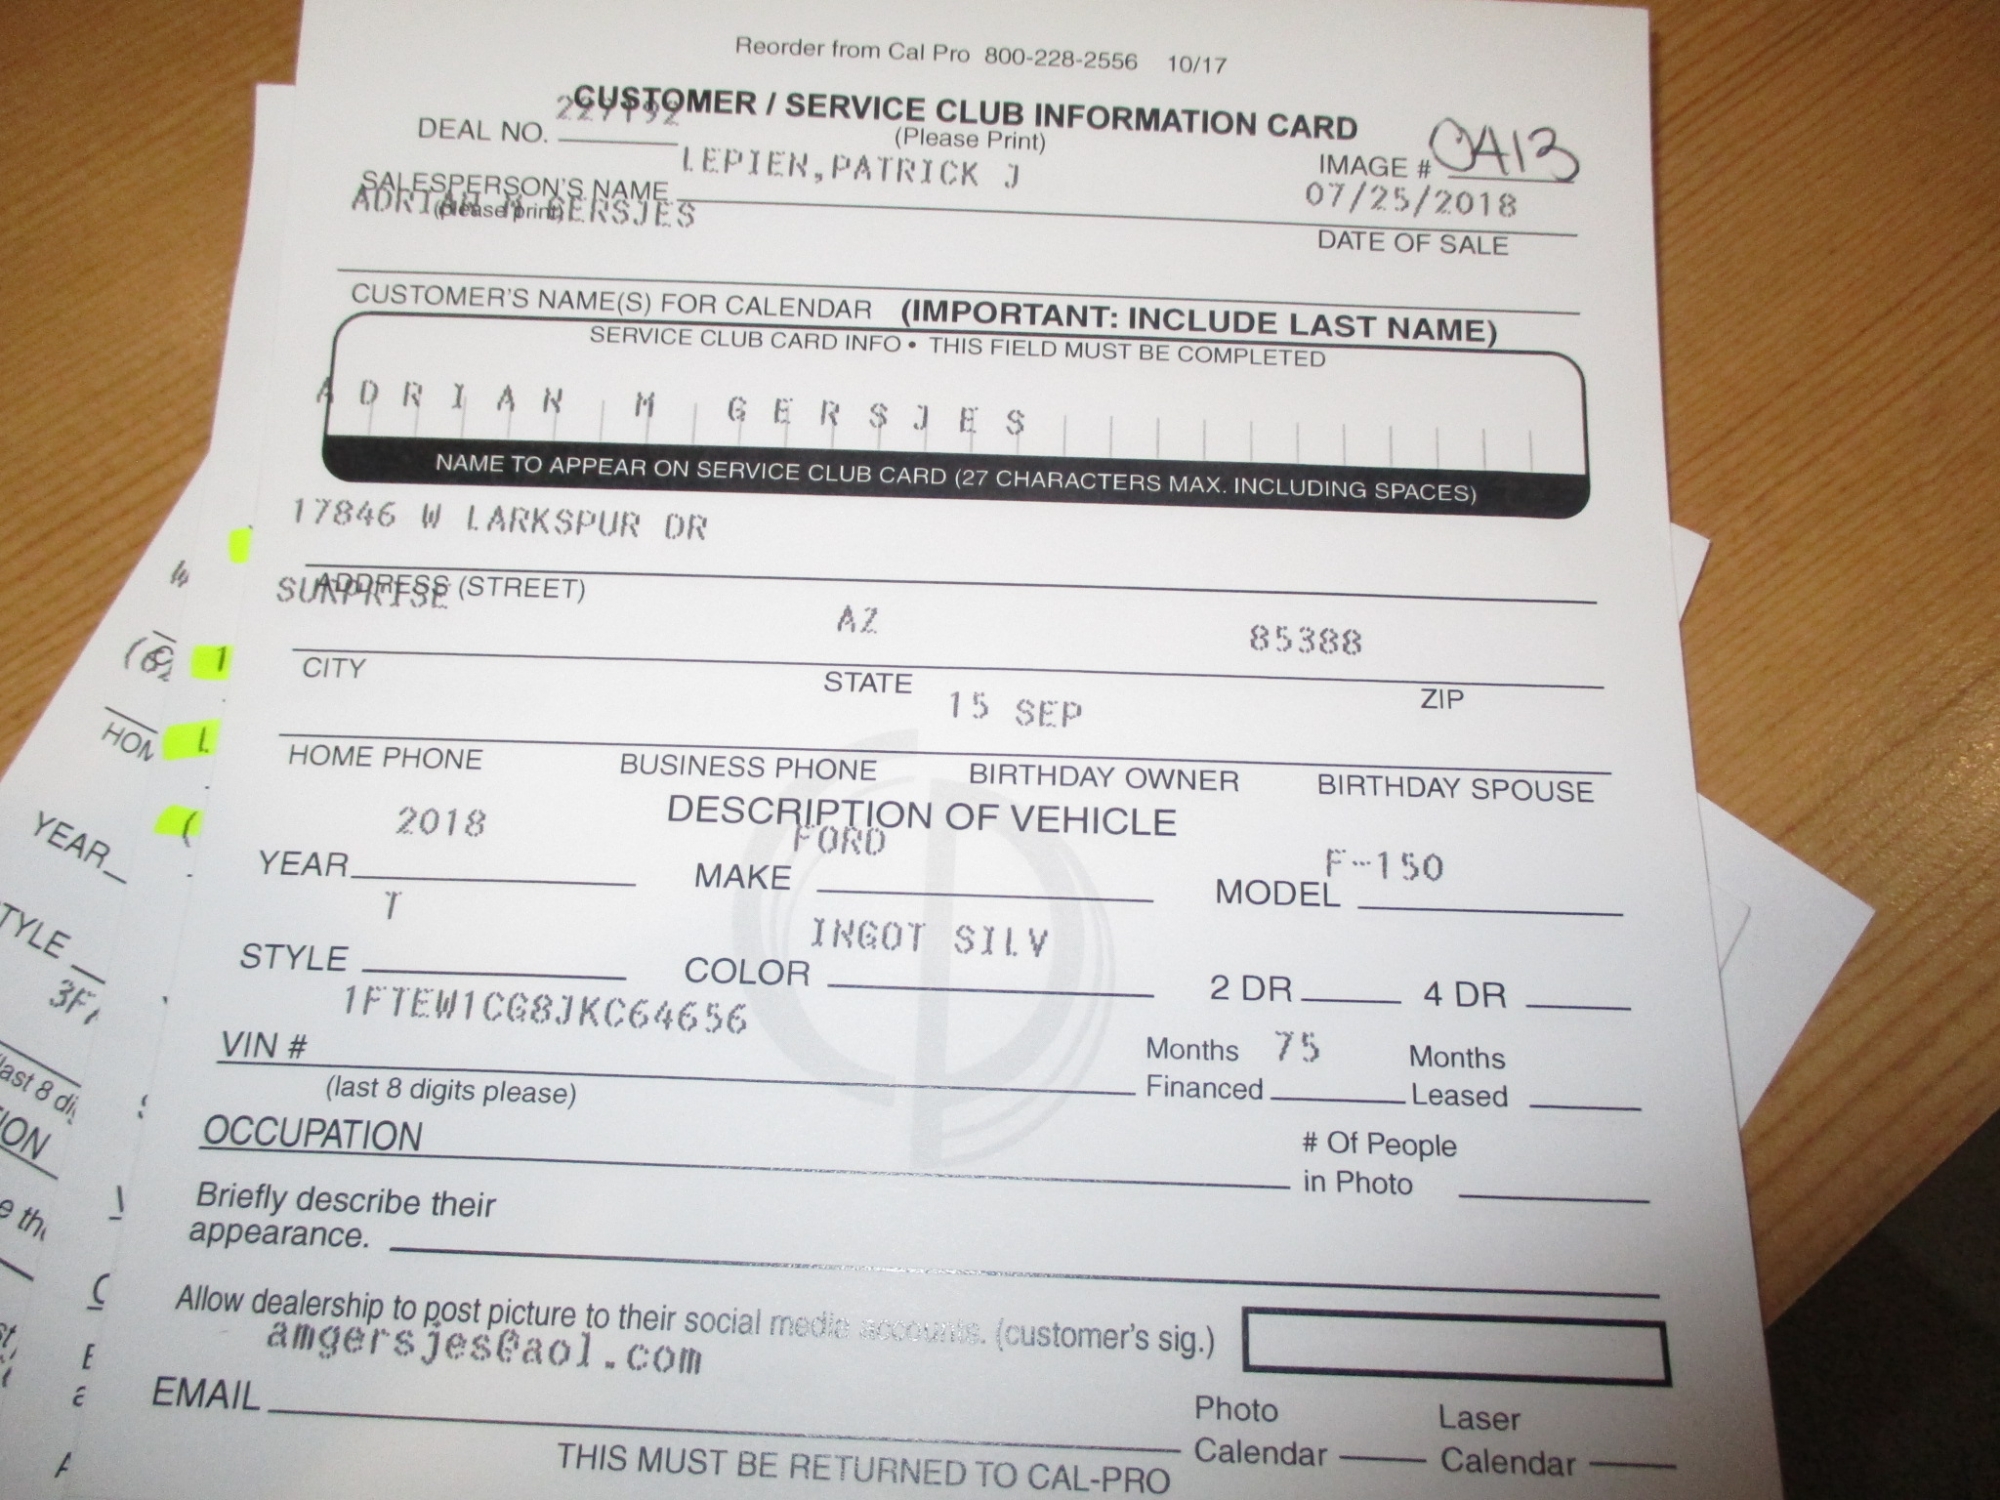 Reorder from Cal Pro 800-228-2556 10/17
CUSTOMER / SERVICE CLUB INFORMATION CARD
(Please Print)
DEAL NO.
IMAGE # 0A13
LEPIEN,PATRICK J
SALESPERSON'S NAME
(please print)
07/25/2018
ADRIAN M GERSJES
DATE OF SALE
CUSTOMER'S NAME(S) FOR CALENDAR (IMPORTANT: INCLUDE LAST NAME)
SERVICE CLUB CARD INFO • THIS FIELD MUST BE COMPLETED
ADRIAN M GERSJES
NAME TO APPEAR ON SERVICE CLUB CARD (27 CHARACTERS MAX. INCLUDING SPACES)
17846 W LARKSPUR DR
ADDRESS (STREET)
SURPRISE AZ 85388
CITY STATE ZIP
15 SEP
HOME PHONE BUSINESS PHONE BIRTHDAY OWNER BIRTHDAY SPOUSE
DESCRIPTION OF VEHICLE
2018 FORD F-150
YEAR MAKE MODEL
T INGOT SILV
STYLE COLOR 2 DR 4 DR
1FTEW1CG8JKC64656
VIN #
(last 8 digits please)
Months 75 Months
Financed Leased
OCCUPATION
# Of People
in Photo
Briefly describe their
appearance.
Allow dealership to post picture to their social media accounts. (customer's sig.)
amgersjes@aol.com
EMAIL
Photo Laser
Calendar Calendar
THIS MUST BE RETURNED TO CAL-PRO
YEAR
3F
last 8